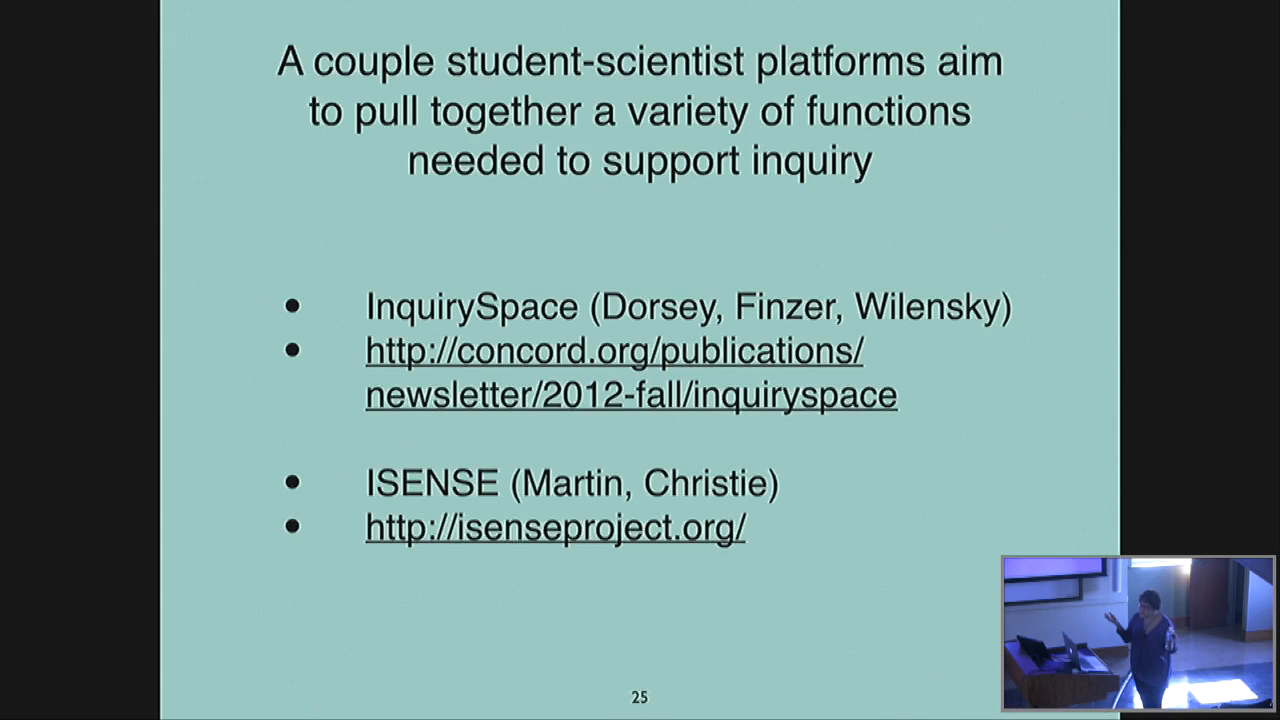 A couple student-scientist platforms aim
to pull together a variety of functions
needed to support inquiry
• InquirySpace (Dorsey, Finzer, Wilensky)
• http://concord.org/publications/
newsletter/2012-fall/inquiryspace
• ISENSE (Martin, Christie)
• http://isenseproject.org/
25